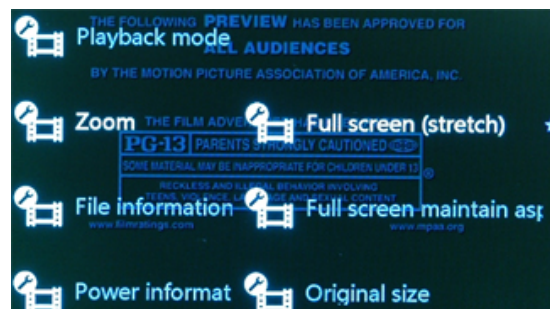 THE FOLLOWING PREVIEW HAS BEEN APPROVED FOR
Playback mode
ALL AUDIENCES
BY THE MOTION PICTURE ASSOCIATION OF AMERICA, INC.
Zoom
THE FILM ADVE
Full screen (stretch)
PG-13 PARENTS STRONGLY CAUTIONED
SOME MATERIAL MAY BE INAPPROPRIATE FOR CHILDREN UNDER 13
RECKLESS AND ILLEGAL BEHAVIOR INVOLVING
TEENS, VIOLENCE, LANGUAGE AND SEXUAL CONTENT
File information
Full screen maintain asp
www.filmratings.com
www.mpaa.org
Power informat
Original size